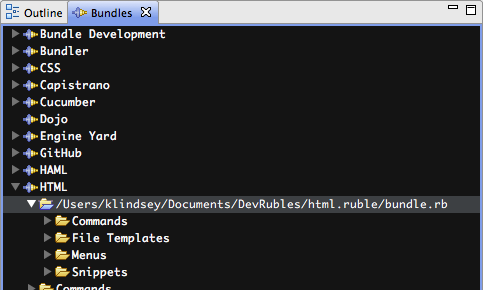 Outline Bundles
Bundle Development
Bundler
CSS
Capistrano
Cucumber
Dojo
Engine Yard
GitHub
HAML
HTML
/Users/klindsey/Documents/DevRubles/html.ruble/bundle.rb
Commands
File Templates
Menus
Snippets
Commands